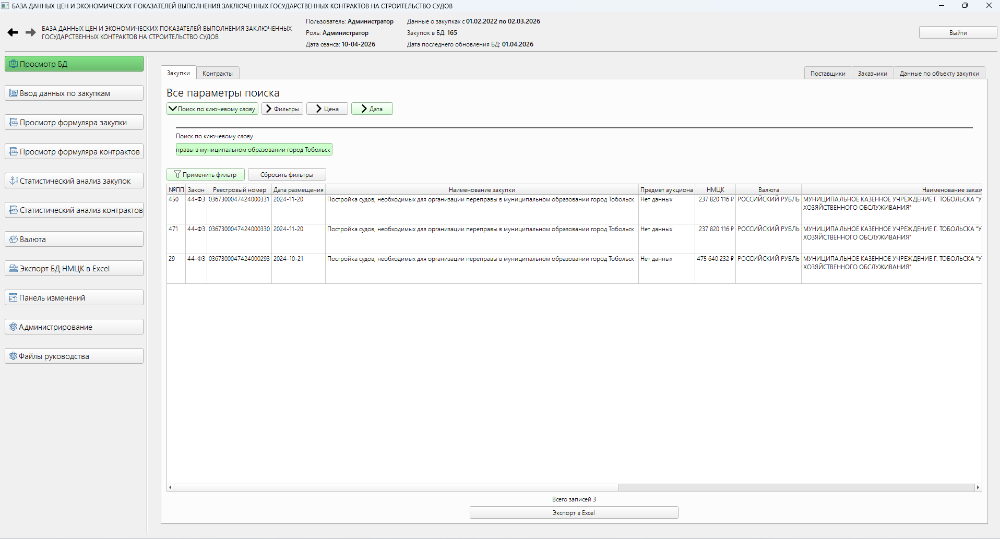 БАЗА ДАННЫХ ЦЕН И ЭКОНОМИЧЕСКИХ ПОКАЗАТЕЛЕЙ ВЫПОЛНЕНИЯ ЗАКЛЮЧЕННЫХ ГОСУДАРСТВЕННЫХ КОНТРАКТОВ НА СТРОИТЕЛЬСТВО СУДОВ
БАЗА ДАННЫХ ЦЕН И ЭКОНОМИЧЕСКИХ ПОКАЗАТЕЛЕЙ ВЫПОЛНЕНИЯ ЗАКЛЮЧЕННЫХ
ГОСУДАРСТВЕННЫХ КОНТРАКТОВ НА СТРОИТЕЛЬСТВО СУДОВ
Пользователь: Администратор
Роль: Администратор
Дата сеанса: 10-04-2026
Данные о закупках с 01.02.2022 по 02.03.2026
Закупок в БД: 165
Дата последнего обновления БД: 01.04.2026
Выйти
Просмотр БД
Ввод данных по закупкам
Просмотр формуляра закупки
Просмотр формуляра контрактов
Статистический анализ закупок
Статистический анализ контрактов
Валюта
Экспорт БД НМЦК в Excel
Панель изменений
Администрирование
Файлы руководства
Закупки Контракты Поставщики Заказчики Данные по объекту закупки
Все параметры поиска
Поиск по ключевому слову Фильтры Цена Дата
Поиск по ключевому слову
правы в муниципальном образовании город Тобольск
Применить фильтр Сбросить фильтры
№ПП Закон Реестровый номер Дата размещения Наименование закупки Предмет аукциона НМЦК Валюта Наименование заказ
450 44-ФЗ 0367300047424000331 2024-11-20 Постройка судов, необходимых для организации переправы в муниципальном образовании город Тобольск Нет данных 237 820 116 ₽ РОССИЙСКИЙ РУБЛЬ МУНИЦИПАЛЬНОЕ КАЗЕННОЕ УЧРЕЖДЕНИЕ Г. ТОБОЛЬСКА "У
ХОЗЯЙСТВЕННОГО ОБСЛУЖИВАНИЯ"
471 44-ФЗ 0367300047424000330 2024-11-20 Постройка судов, необходимых для организации переправы в муниципальном образовании город Тобольск Нет данных 237 820 116 ₽ РОССИЙСКИЙ РУБЛЬ МУНИЦИПАЛЬНОЕ КАЗЕННОЕ УЧРЕЖДЕНИЕ Г. ТОБОЛЬСКА "У
ХОЗЯЙСТВЕННОГО ОБСЛУЖИВАНИЯ"
29 44-ФЗ 0367300047424000293 2024-10-21 Постройка судов, необходимых для организации переправы в муниципальном образовании город Тобольск Нет данных 475 640 232 ₽ РОССИЙСКИЙ РУБЛЬ МУНИЦИПАЛЬНОЕ КАЗЕННОЕ УЧРЕЖДЕНИЕ Г. ТОБОЛЬСКА "У
ХОЗЯЙСТВЕННОГО ОБСЛУЖИВАНИЯ"
Всего записей 3
Экспорт в Excel